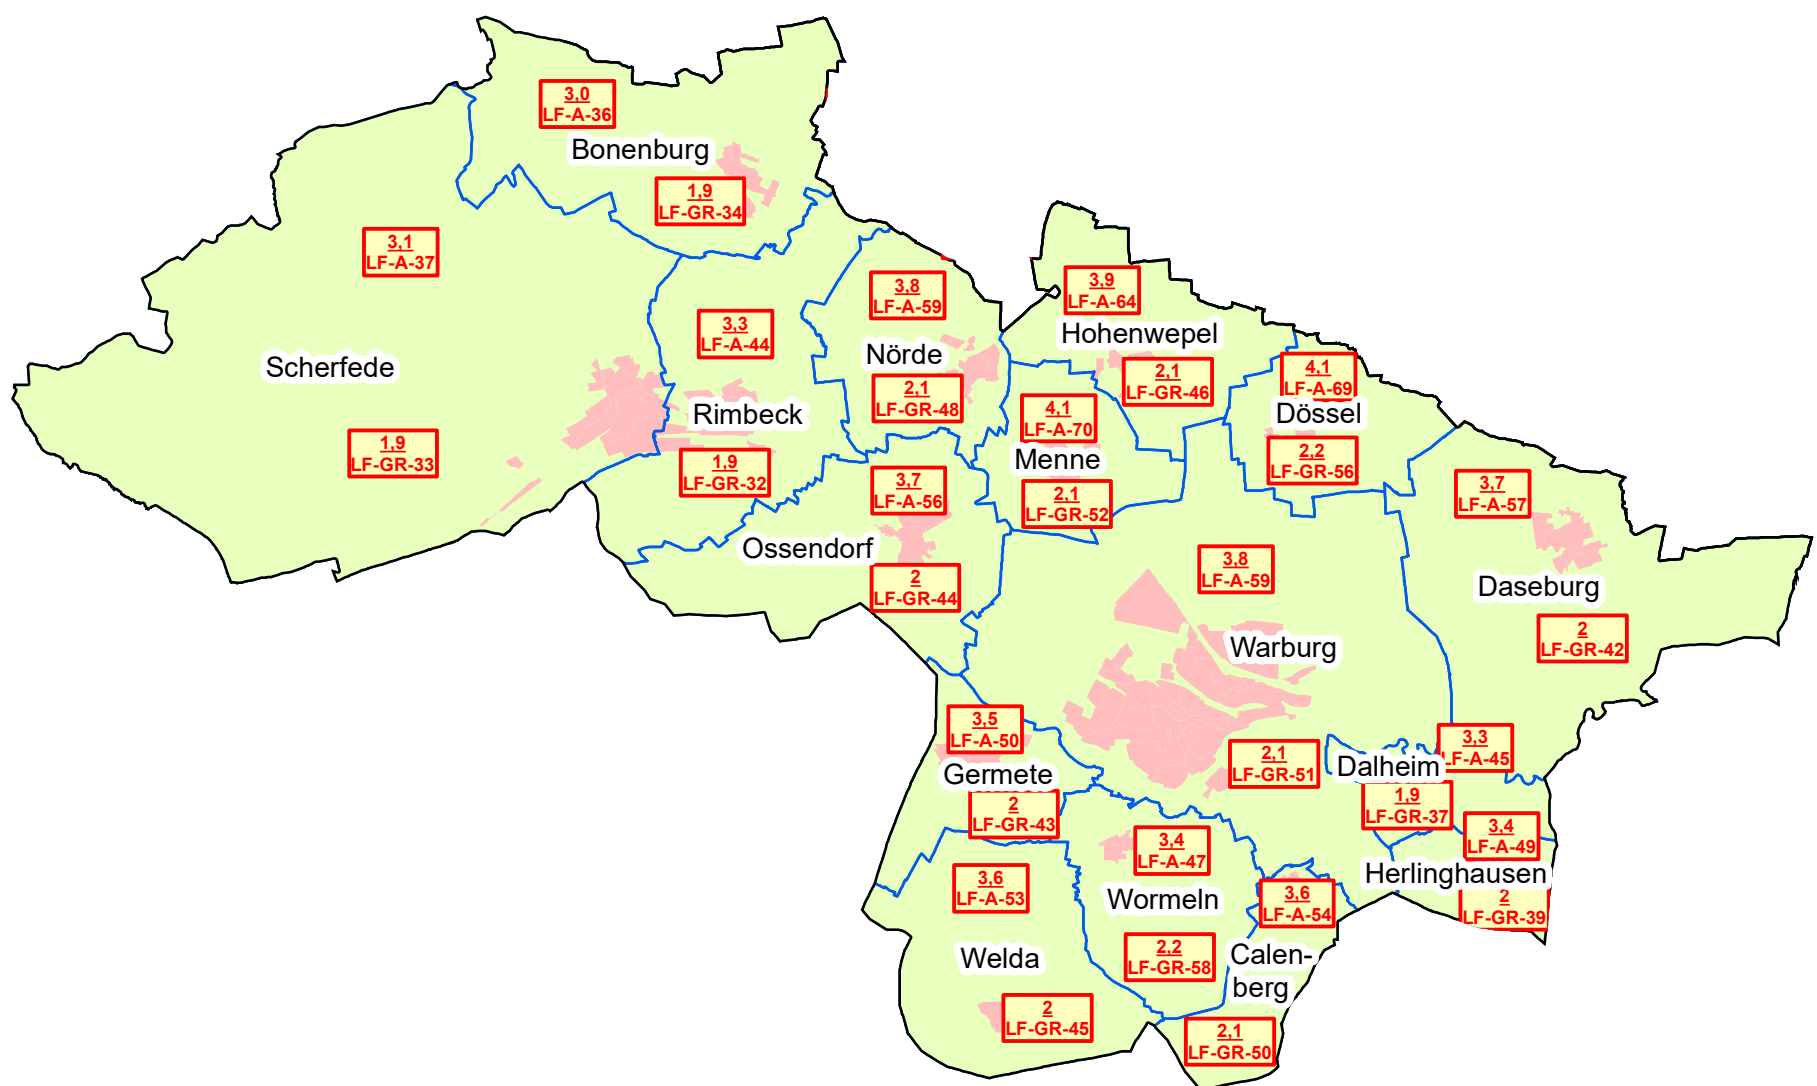 3,0
LF-A-36
Bonenburg
1,9
LF-GR-34
3,1
LF-A-37
Scherfede
1,9
LF-GR-33
3,3
LF-A-44
Rimbeck
1,9
LF-GR-32
3,8
LF-A-59
Nörde
2,1
LF-GR-48
3,9
LF-A-64
Hohenwepel
2,1
LF-GR-46
4,1
LF-A-70
Menne
2,1
LF-GR-52
4,1
LF-A-69
Dössel
2,2
LF-GR-56
3,7
LF-A-56
Ossendorf
2
LF-GR-44
3,7
LF-A-57
Daseburg
2
LF-GR-42
3,8
LF-A-59
Warburg
2,1
LF-GR-51
3,5
LF-A-50
Germete
2
LF-GR-43
3,3
LF-A-45
Dalheim
1,9
LF-GR-37
3,4
LF-A-49
Herlinghausen
2
LF-GR-39
3,4
LF-A-47
Wormeln
2,2
LF-GR-58
3,6
LF-A-53
Welda
2
LF-GR-45
3,6
LF-A-54
Calen-
berg
2,1
LF-GR-50